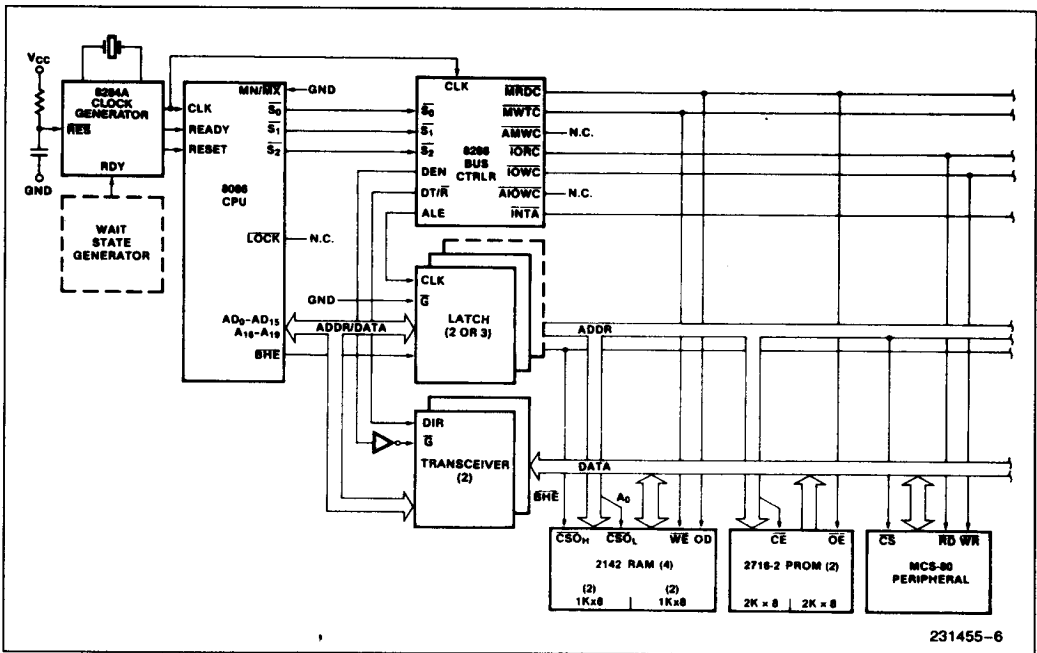 VCC
8284A
CLOCK
GENERATOR
RES
RDY
GND
WAIT
STATE
GENERATOR
MN/MX
GND
CLK
READY
RESET
S0
S1
S2
8086
CPU
LOCK
N.C.
AD0-AD15
A16-A19
BHE
ADDR/DATA
CLK
S0
S1
S2
DEN
DT/R
ALE
8288
BUS
CTRLR
MRDC
MWTC
AMWC
N.C.
IORC
IOWC
AIOWC
N.C.
INTA
CLK
GND
G
LATCH
(2 OR 3)
ADDR
DIR
G
TRANSCEIVER
(2)
DATA
BHE
A0
CS0H
CS0L
WE OD
2142 RAM (4)
(2)
1Kx8
(2)
1Kx8
CE
OE
2716-2 PROM (2)
2K × 8
2K × 8
CS
RD WR
MCS-80
PERIPHERAL
231455-6